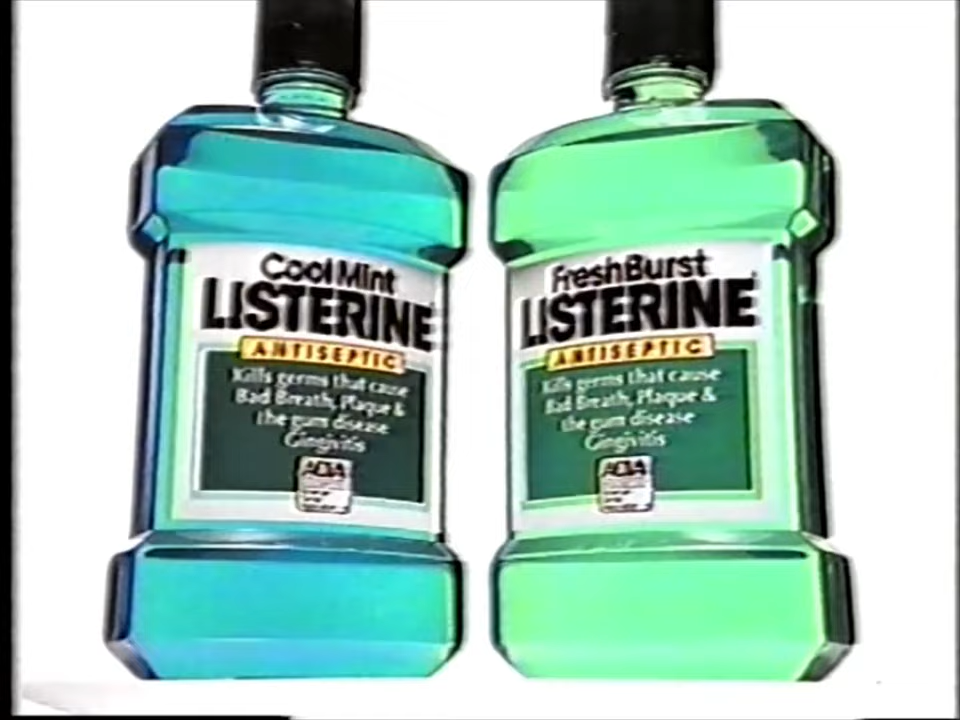 Cool Mint
LISTERINE
ANTISEPTIC
Kills germs that cause
Bad Breath, Plaque &
the gum disease
Gingivitis
ADA
FreshBurst
LISTERINE
ANTISEPTIC
Kills germs that cause
Bad Breath, Plaque &
the gum disease
Gingivitis
ADA